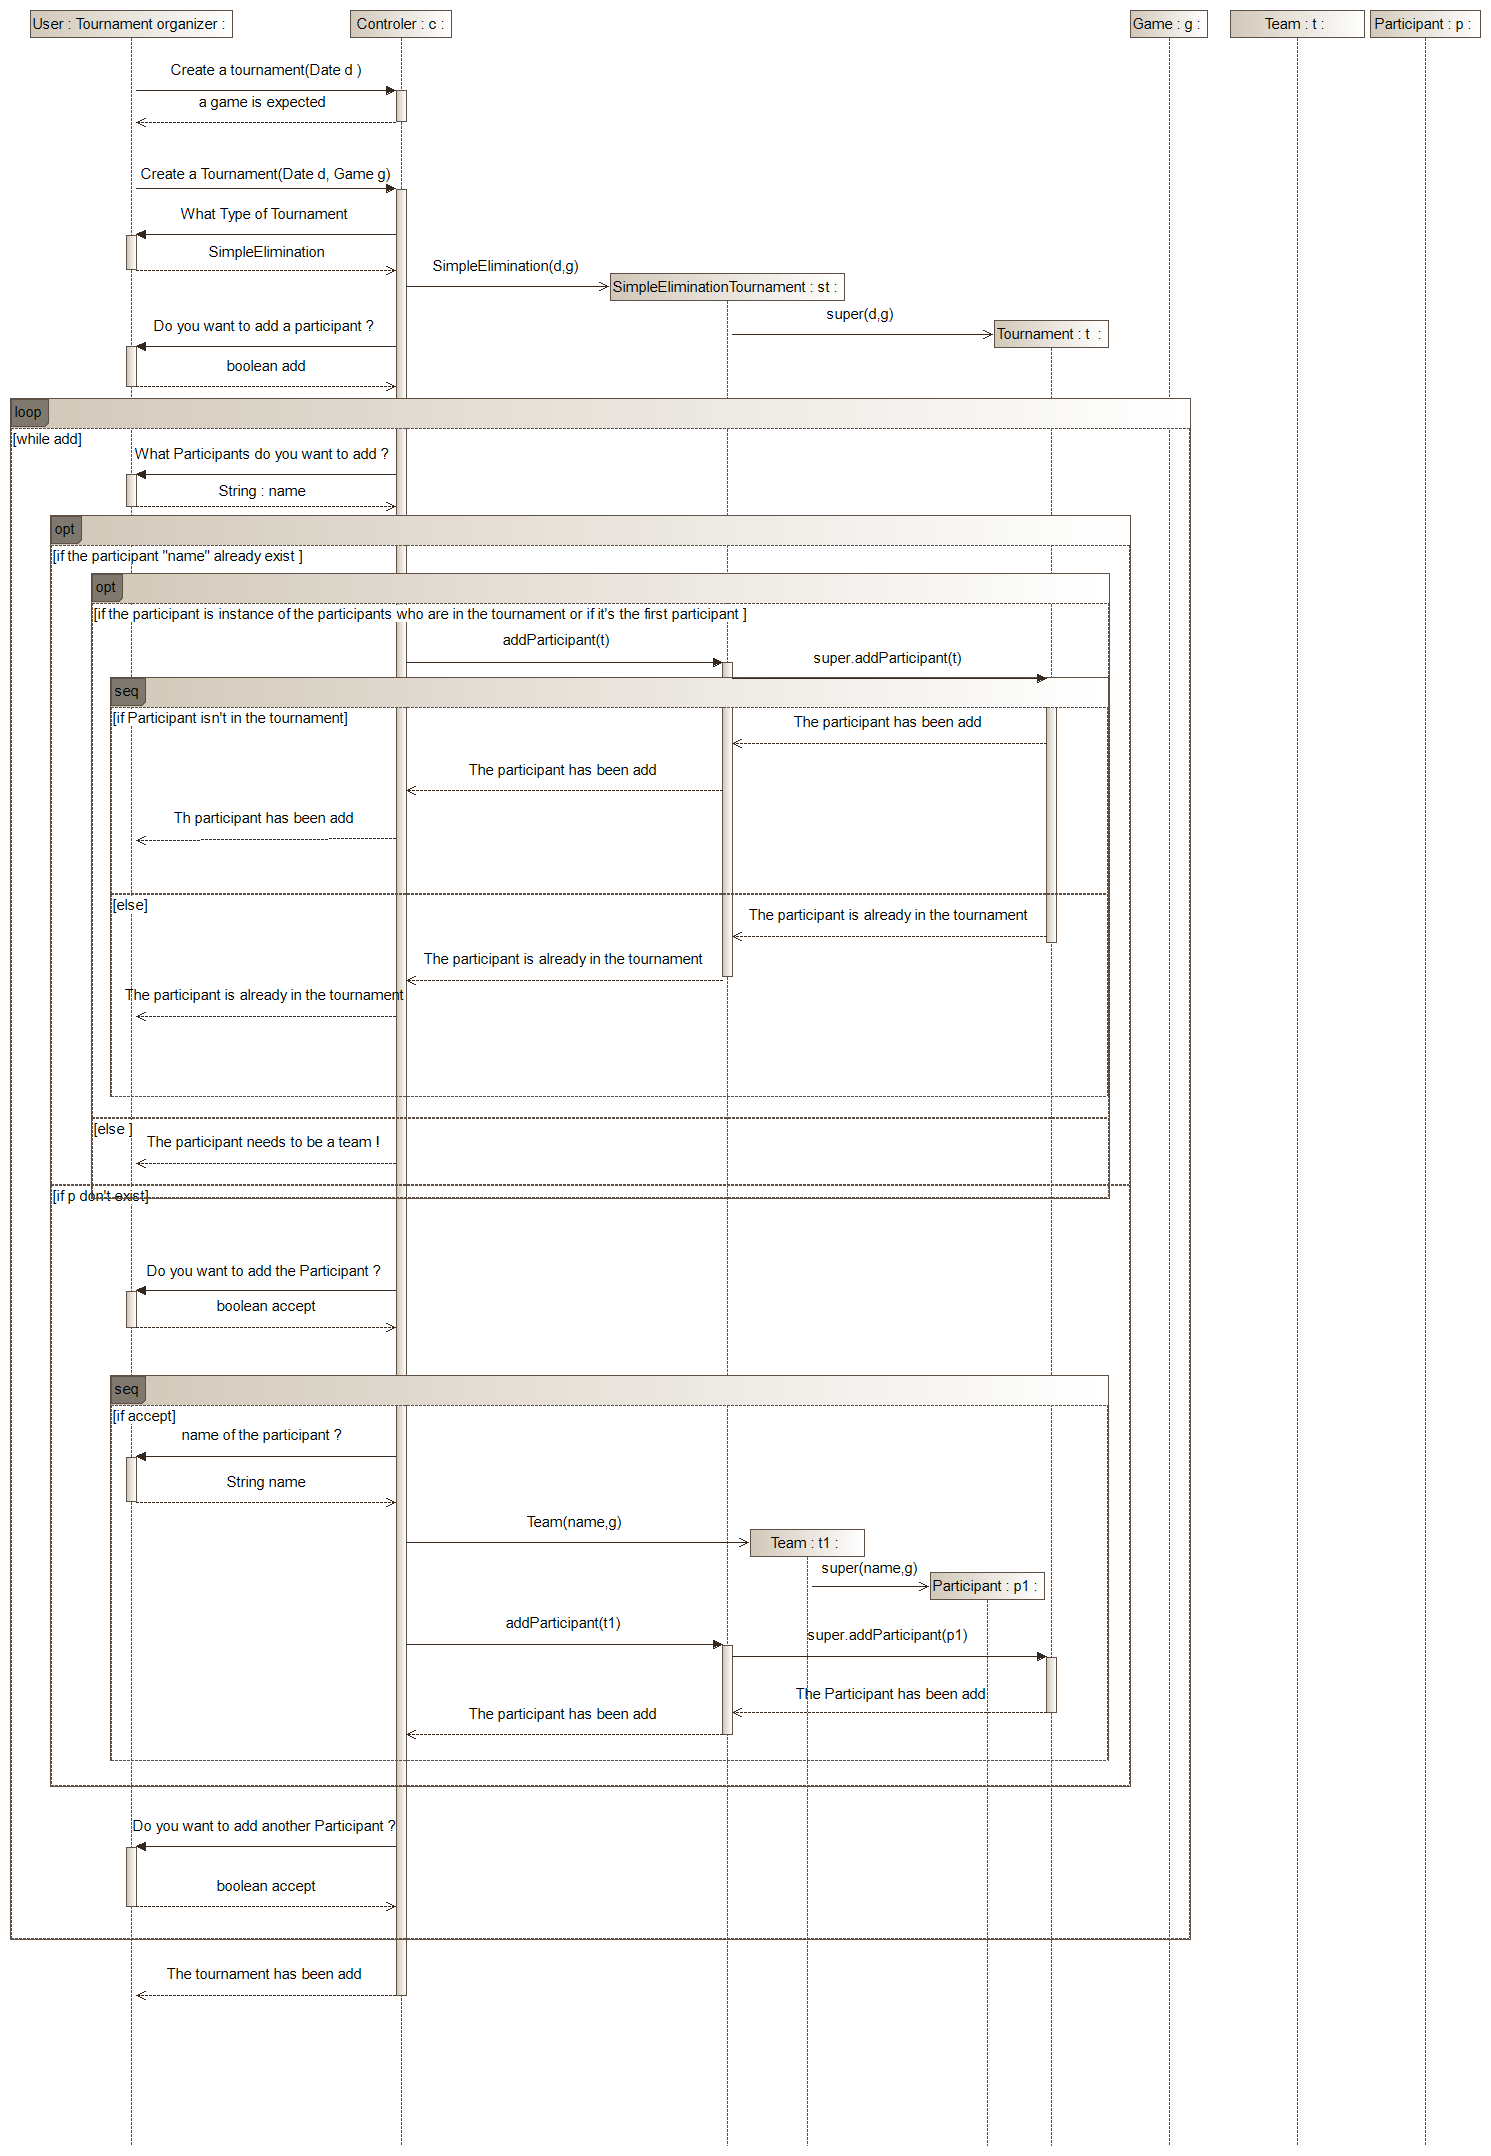 User : Tournament organizer :
Controler : c :
Game : g :
Team : t :
Participant : p :
Create a tournament(Date d )
a game is expected
Create a Tournament(Date d, Game g)
What Type of Tournament
SimpleElimination
SimpleElimination(d,g)
SimpleEliminationTournament : st :
super(d,g)
Tournament : t :
Do you want to add a participant ?
boolean add
loop
[while add]
What Participants do you want to add ?
String : name
opt
[if the participant "name" already exist ]
opt
[if the participant is instance of the participants who are in the tournament or if it's the first participant ]
addParticipant(t)
super.addParticipant(t)
seq
[if Participant isn't in the tournament]
The participant has been add
The participant has been add
Th participant has been add
[else]
The participant is already in the tournament
The participant is already in the tournament
The participant is already in the tournament
[else ]
The participant needs to be a team !
[if p don't exist]
Do you want to add the Participant ?
boolean accept
seq
[if accept]
name of the participant ?
String name
Team(name,g)
Team : t1 :
super(name,g)
Participant : p1 :
addParticipant(t1)
super.addParticipant(p1)
The Participant has been add
The participant has been add
Do you want to add another Participant ?
boolean accept
The tournament has been add